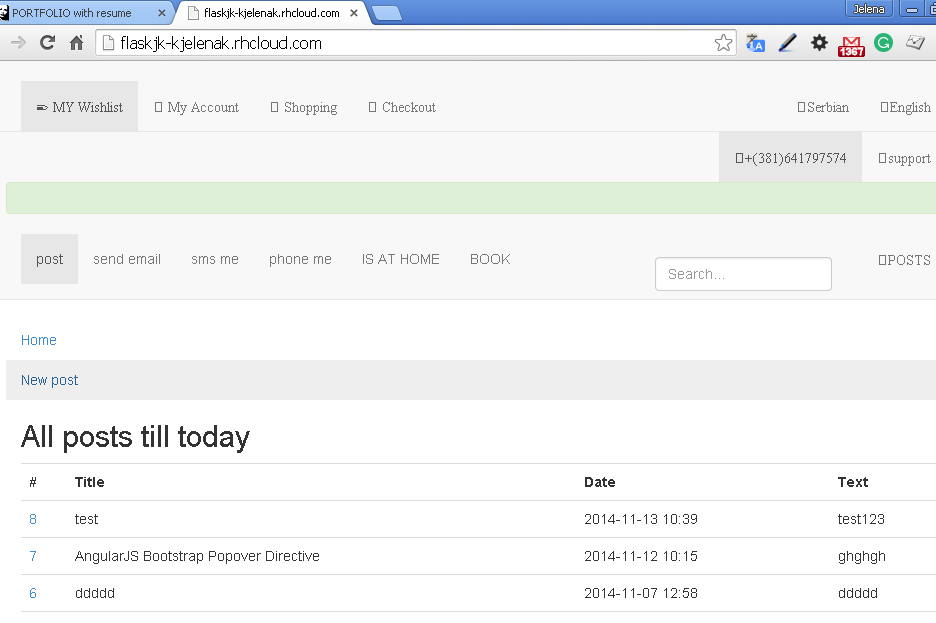 PORTFOLIO with resume
flaskjk-kjelenak.rhcloud.com
Jelena
flaskjk-kjelenak.rhcloud.com
1367
MY Wishlist My Account Shopping Checkout Serbian English
+(381)641797574 support
post send email sms me phone me IS AT HOME BOOK Search... POSTS
Home
New post
All posts till today
# Title Date Text
8 test 2014-11-13 10:39 test123
7 AngularJS Bootstrap Popover Directive 2014-11-12 10:15 ghghgh
6 ddddd 2014-11-07 12:58 ddddd